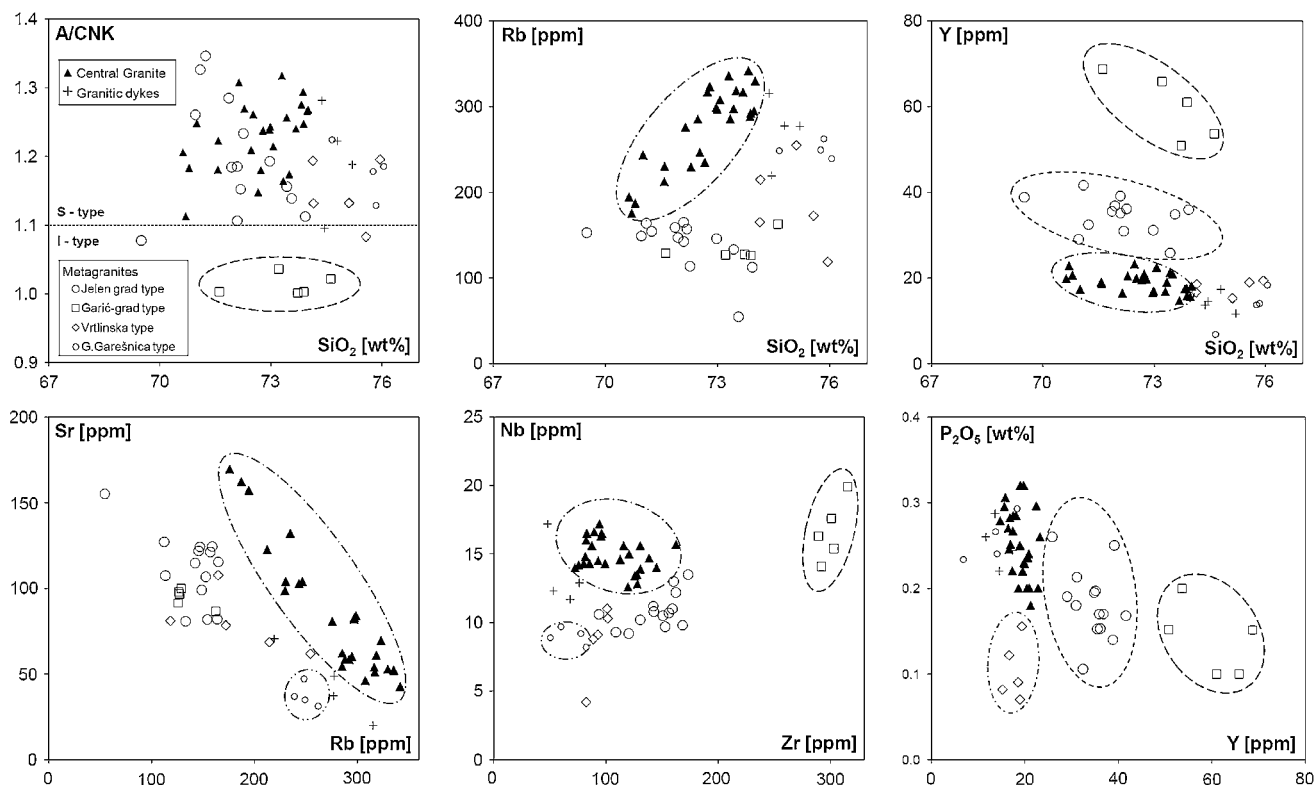 A/CNK
1.4
1.3
1.2
1.1
1.0
0.9
▲ Central Granite
+ Granitic dykes
S - type
I - type
Metagranites
○ Jelen grad type
□ Garić-grad type
◇ Vrtlinska type
○ G.Garešnica type
SiO₂ [wt%]
67 70 73 76
Rb [ppm]
400
300
200
100
0
SiO₂ [wt%]
67 70 73 76
Y [ppm]
80
60
40
20
0
SiO₂ [wt%]
67 70 73 76
Sr [ppm]
200
150
100
50
0
Rb [ppm]
0 100 200 300
Nb [ppm]
25
20
15
10
5
0
Zr [ppm]
0 100 200 300
P₂O₅ [wt%]
0.4
0.3
0.2
0.1
0.0
Y [ppm]
0 20 40 60 80